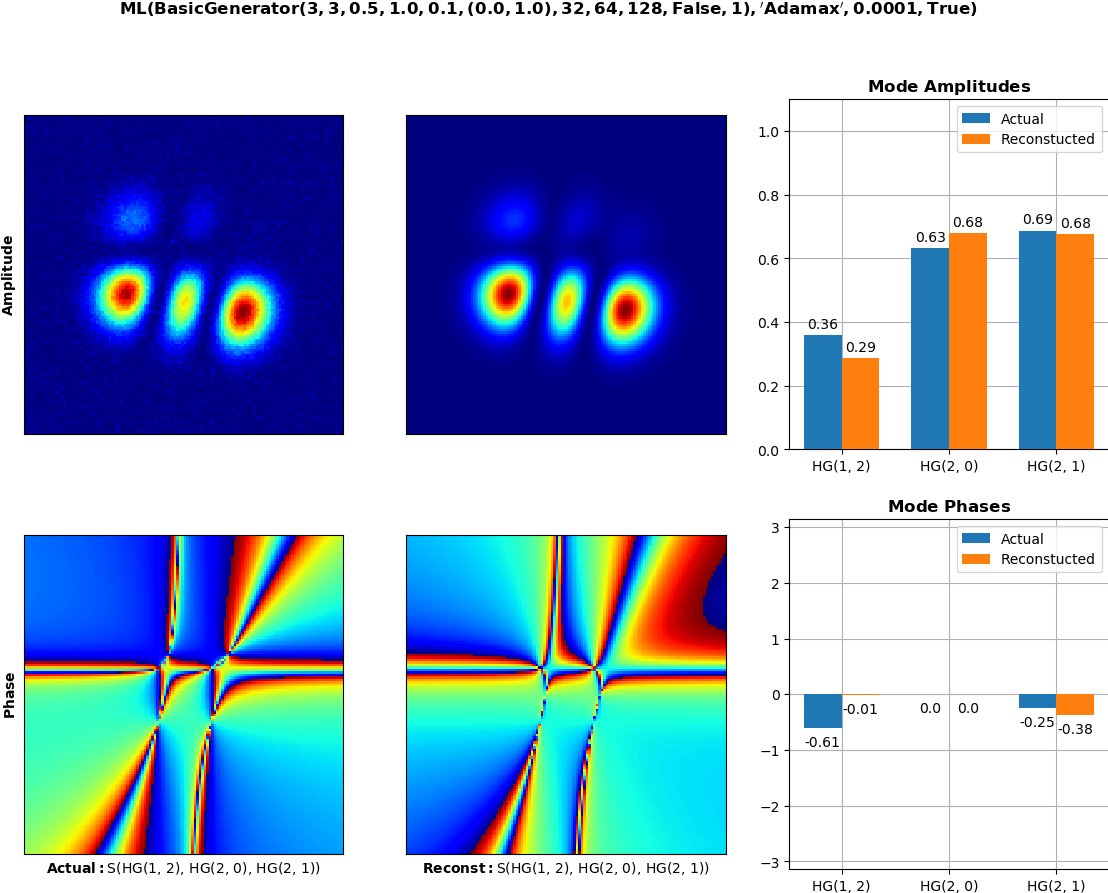 ML(BasicGenerator(3, 3, 0.5, 1.0, 0.1, (0.0, 1.0), 32, 64, 128, False, 1), ′Adamax′, 0.0001, True)
Amplitude
Mode Amplitudes
Actual
Reconstucted
1.0
0.8
0.6
0.4
0.2
0.0
0.36
0.29
0.63
0.68
0.69
0.68
HG(1, 2)
HG(2, 0)
HG(2, 1)
Phase
Actual: S(HG(1, 2), HG(2, 0), HG(2, 1))
Reconst: S(HG(1, 2), HG(2, 0), HG(2, 1))
Mode Phases
Actual
Reconstucted
3
2
1
0
−1
−2
−3
-0.61
-0.01
0.0
0.0
-0.25
-0.38
HG(1, 2)
HG(2, 0)
HG(2, 1)